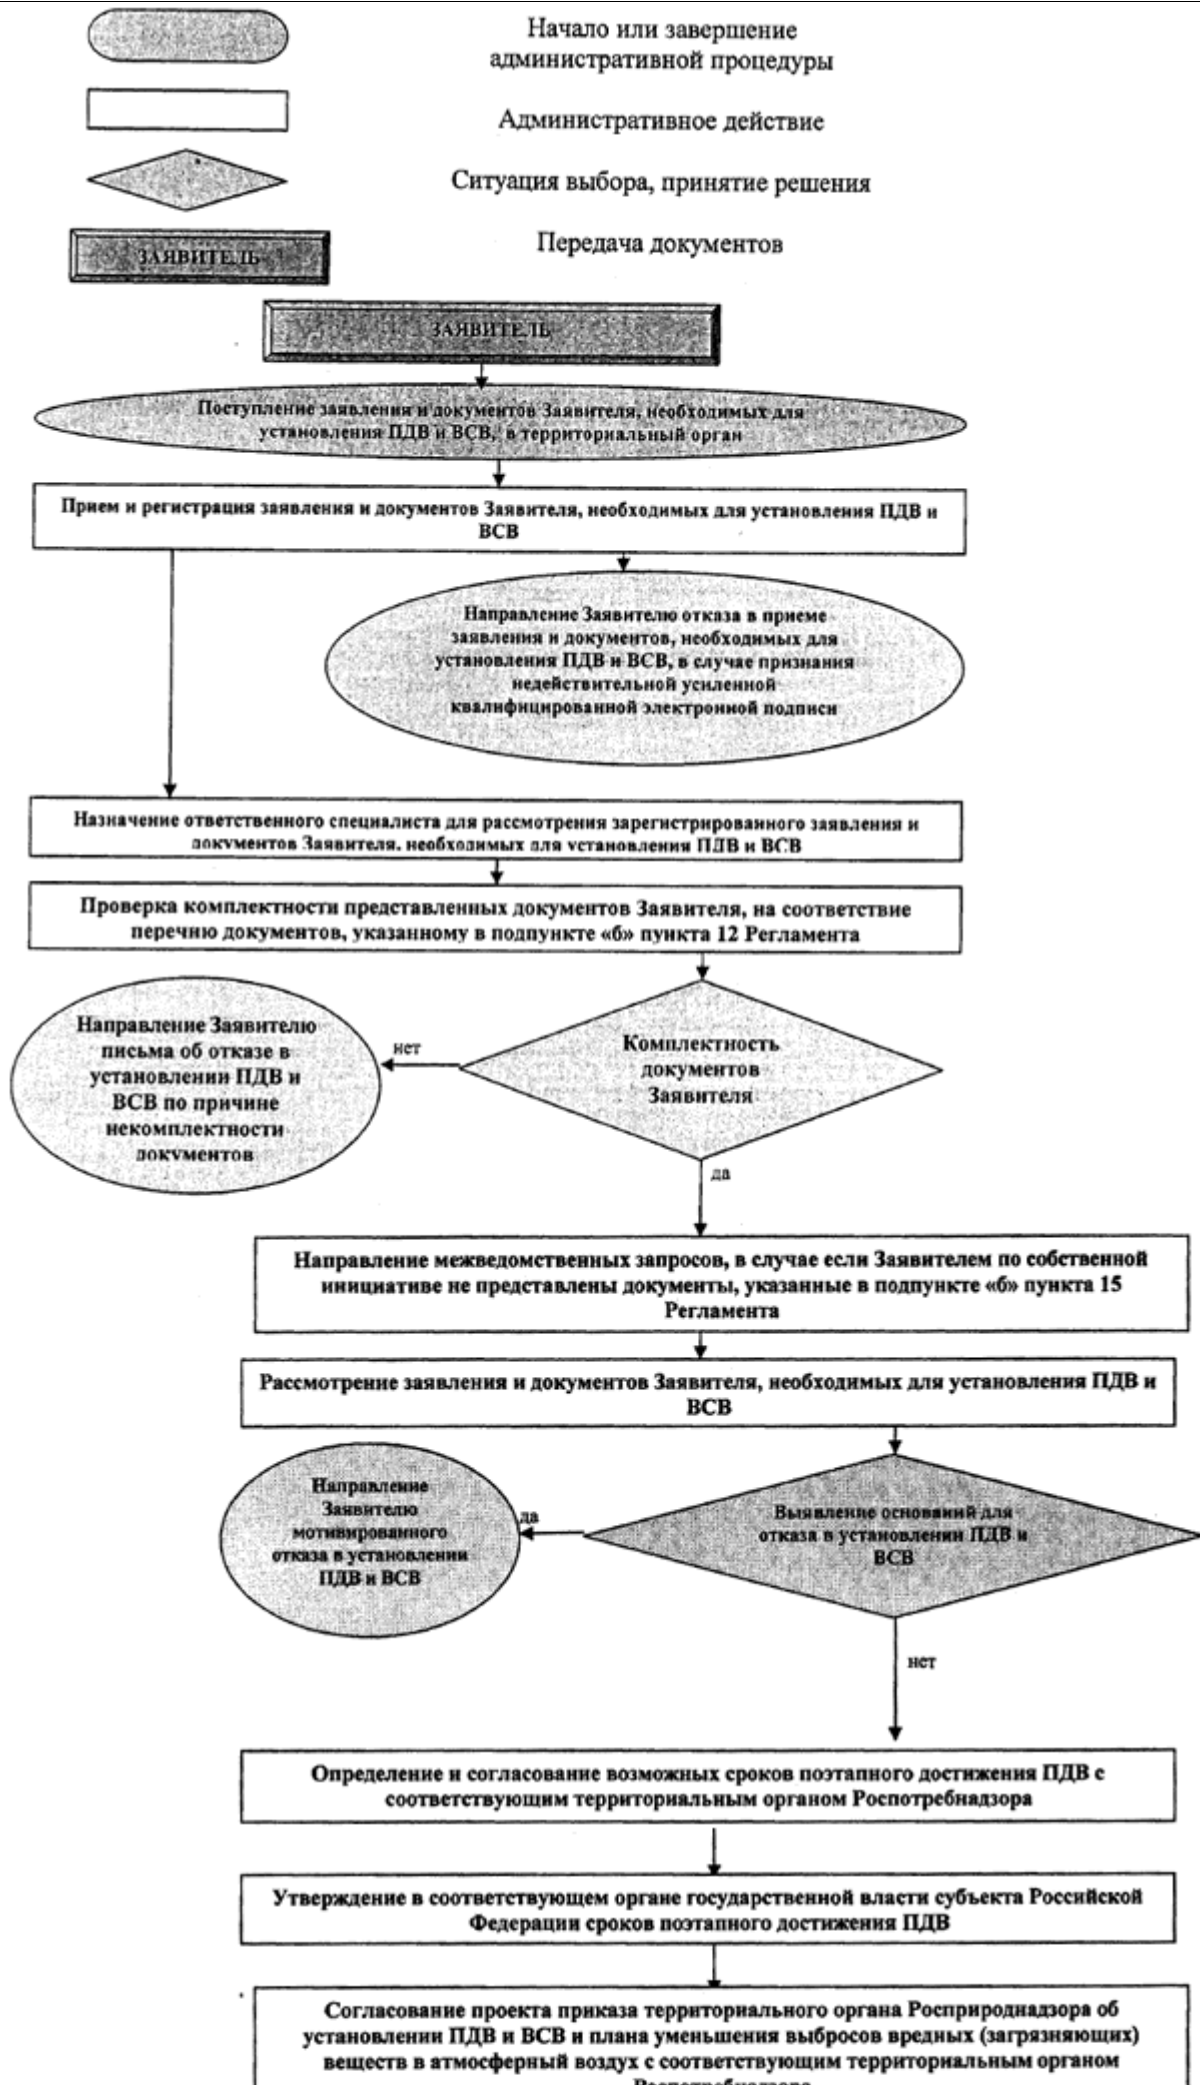 Начало или завершение
административной процедуры
Административное действие
Ситуация выбора, принятие решения
ЗАЯВИТЕЛЬ
Передача документов
ЗАЯВИТЕЛЬ
Поступление заявления и документов Заявителя, необходимых для
установления ПДВ и ВСВ, в территориальный орган
Прием и регистрация заявления и документов Заявителя, необходимых для установления ПДВ и
ВСВ
Направление Заявителю отказа в приеме
заявления и документов, необходимых для
установления ПДВ и ВСВ, в случае признания
недействительной усиленной
квалифицированной электронной подписи
Назначение ответственного специалиста для рассмотрения зарегистрированного заявления и
документов Заявителя, необходимых для установления ПДВ и ВСВ
Проверка комплектности представленных документов Заявителя, на соответствие
перечню документов, указанному в подпункте «б» пункта 12 Регламента
Направление Заявителю
письма об отказе в
установлении ПДВ и
ВСВ по причине
некомплектности
документов
нет
Комплектность
документов
Заявителя
да
Направление межведомственных запросов, в случае если Заявителем по собственной
инициативе не представлены документы, указанные в подпункте «б» пункта 15
Регламента
Рассмотрение заявления и документов Заявителя, необходимых для установления ПДВ и
ВСВ
Направление
Заявителю
мотивированного
отказа в установлении
ПДВ и ВСВ
да
Выявление оснований для
отказа в установлении ПДВ и
ВСВ
нет
Определение и согласование возможных сроков поэтапного достижения ПДВ с
соответствующим территориальным органом Роспотребнадзора
Утверждение в соответствующем органе государственной власти субъекта Российской
Федерации сроков поэтапного достижения ПДВ
Согласование проекта приказа территориального органа Росприроднадзора об
установлении ПДВ и ВСВ и плана уменьшения выбросов вредных (загрязняющих)
веществ в атмосферный воздух с соответствующим территориальным органом